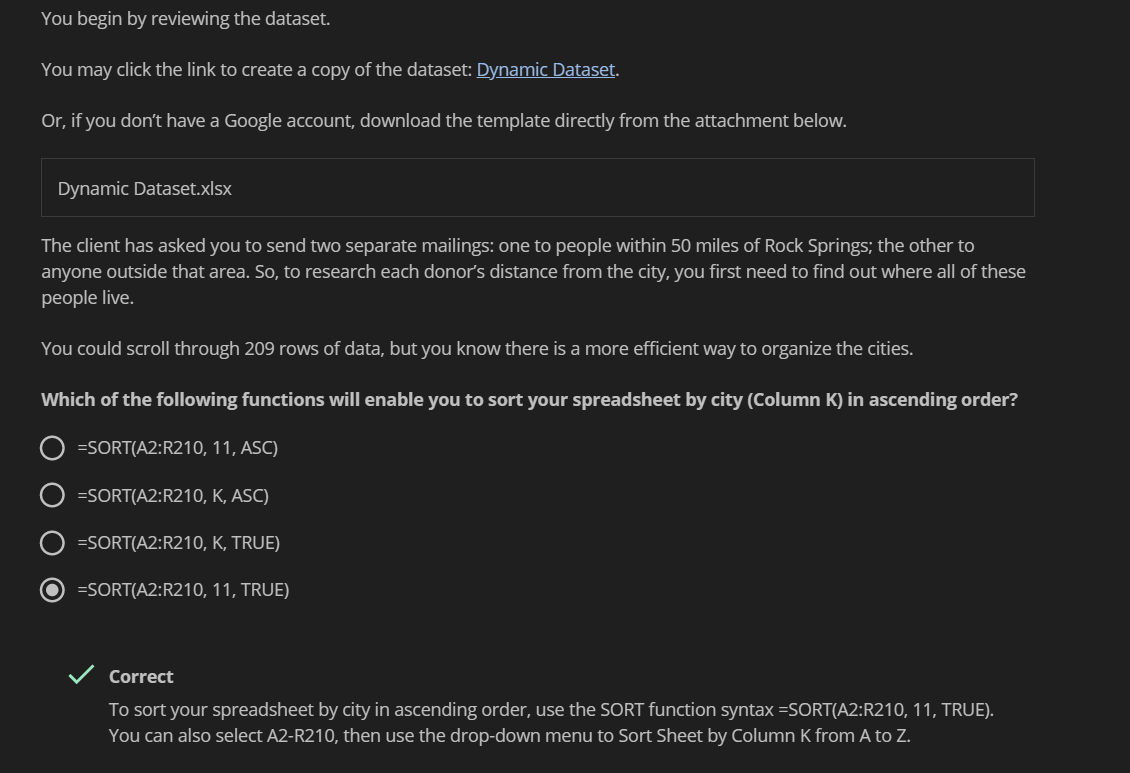 You begin by reviewing the dataset.
You may click the link to create a copy of the dataset: Dynamic Dataset.
Or, if you don’t have a Google account, download the template directly from the attachment below.
Dynamic Dataset.xlsx
The client has asked you to send two separate mailings: one to people within 50 miles of Rock Springs; the other to
anyone outside that area. So, to research each donor’s distance from the city, you first need to find out where all of these
people live.
You could scroll through 209 rows of data, but you know there is a more efficient way to organize the cities.
Which of the following functions will enable you to sort your spreadsheet by city (Column K) in ascending order?
=SORT(A2:R210, 11, ASC)
=SORT(A2:R210, K, ASC)
=SORT(A2:R210, K, TRUE)
=SORT(A2:R210, 11, TRUE)
Correct
To sort your spreadsheet by city in ascending order, use the SORT function syntax =SORT(A2:R210, 11, TRUE).
You can also select A2-R210, then use the drop-down menu to Sort Sheet by Column K from A to Z.